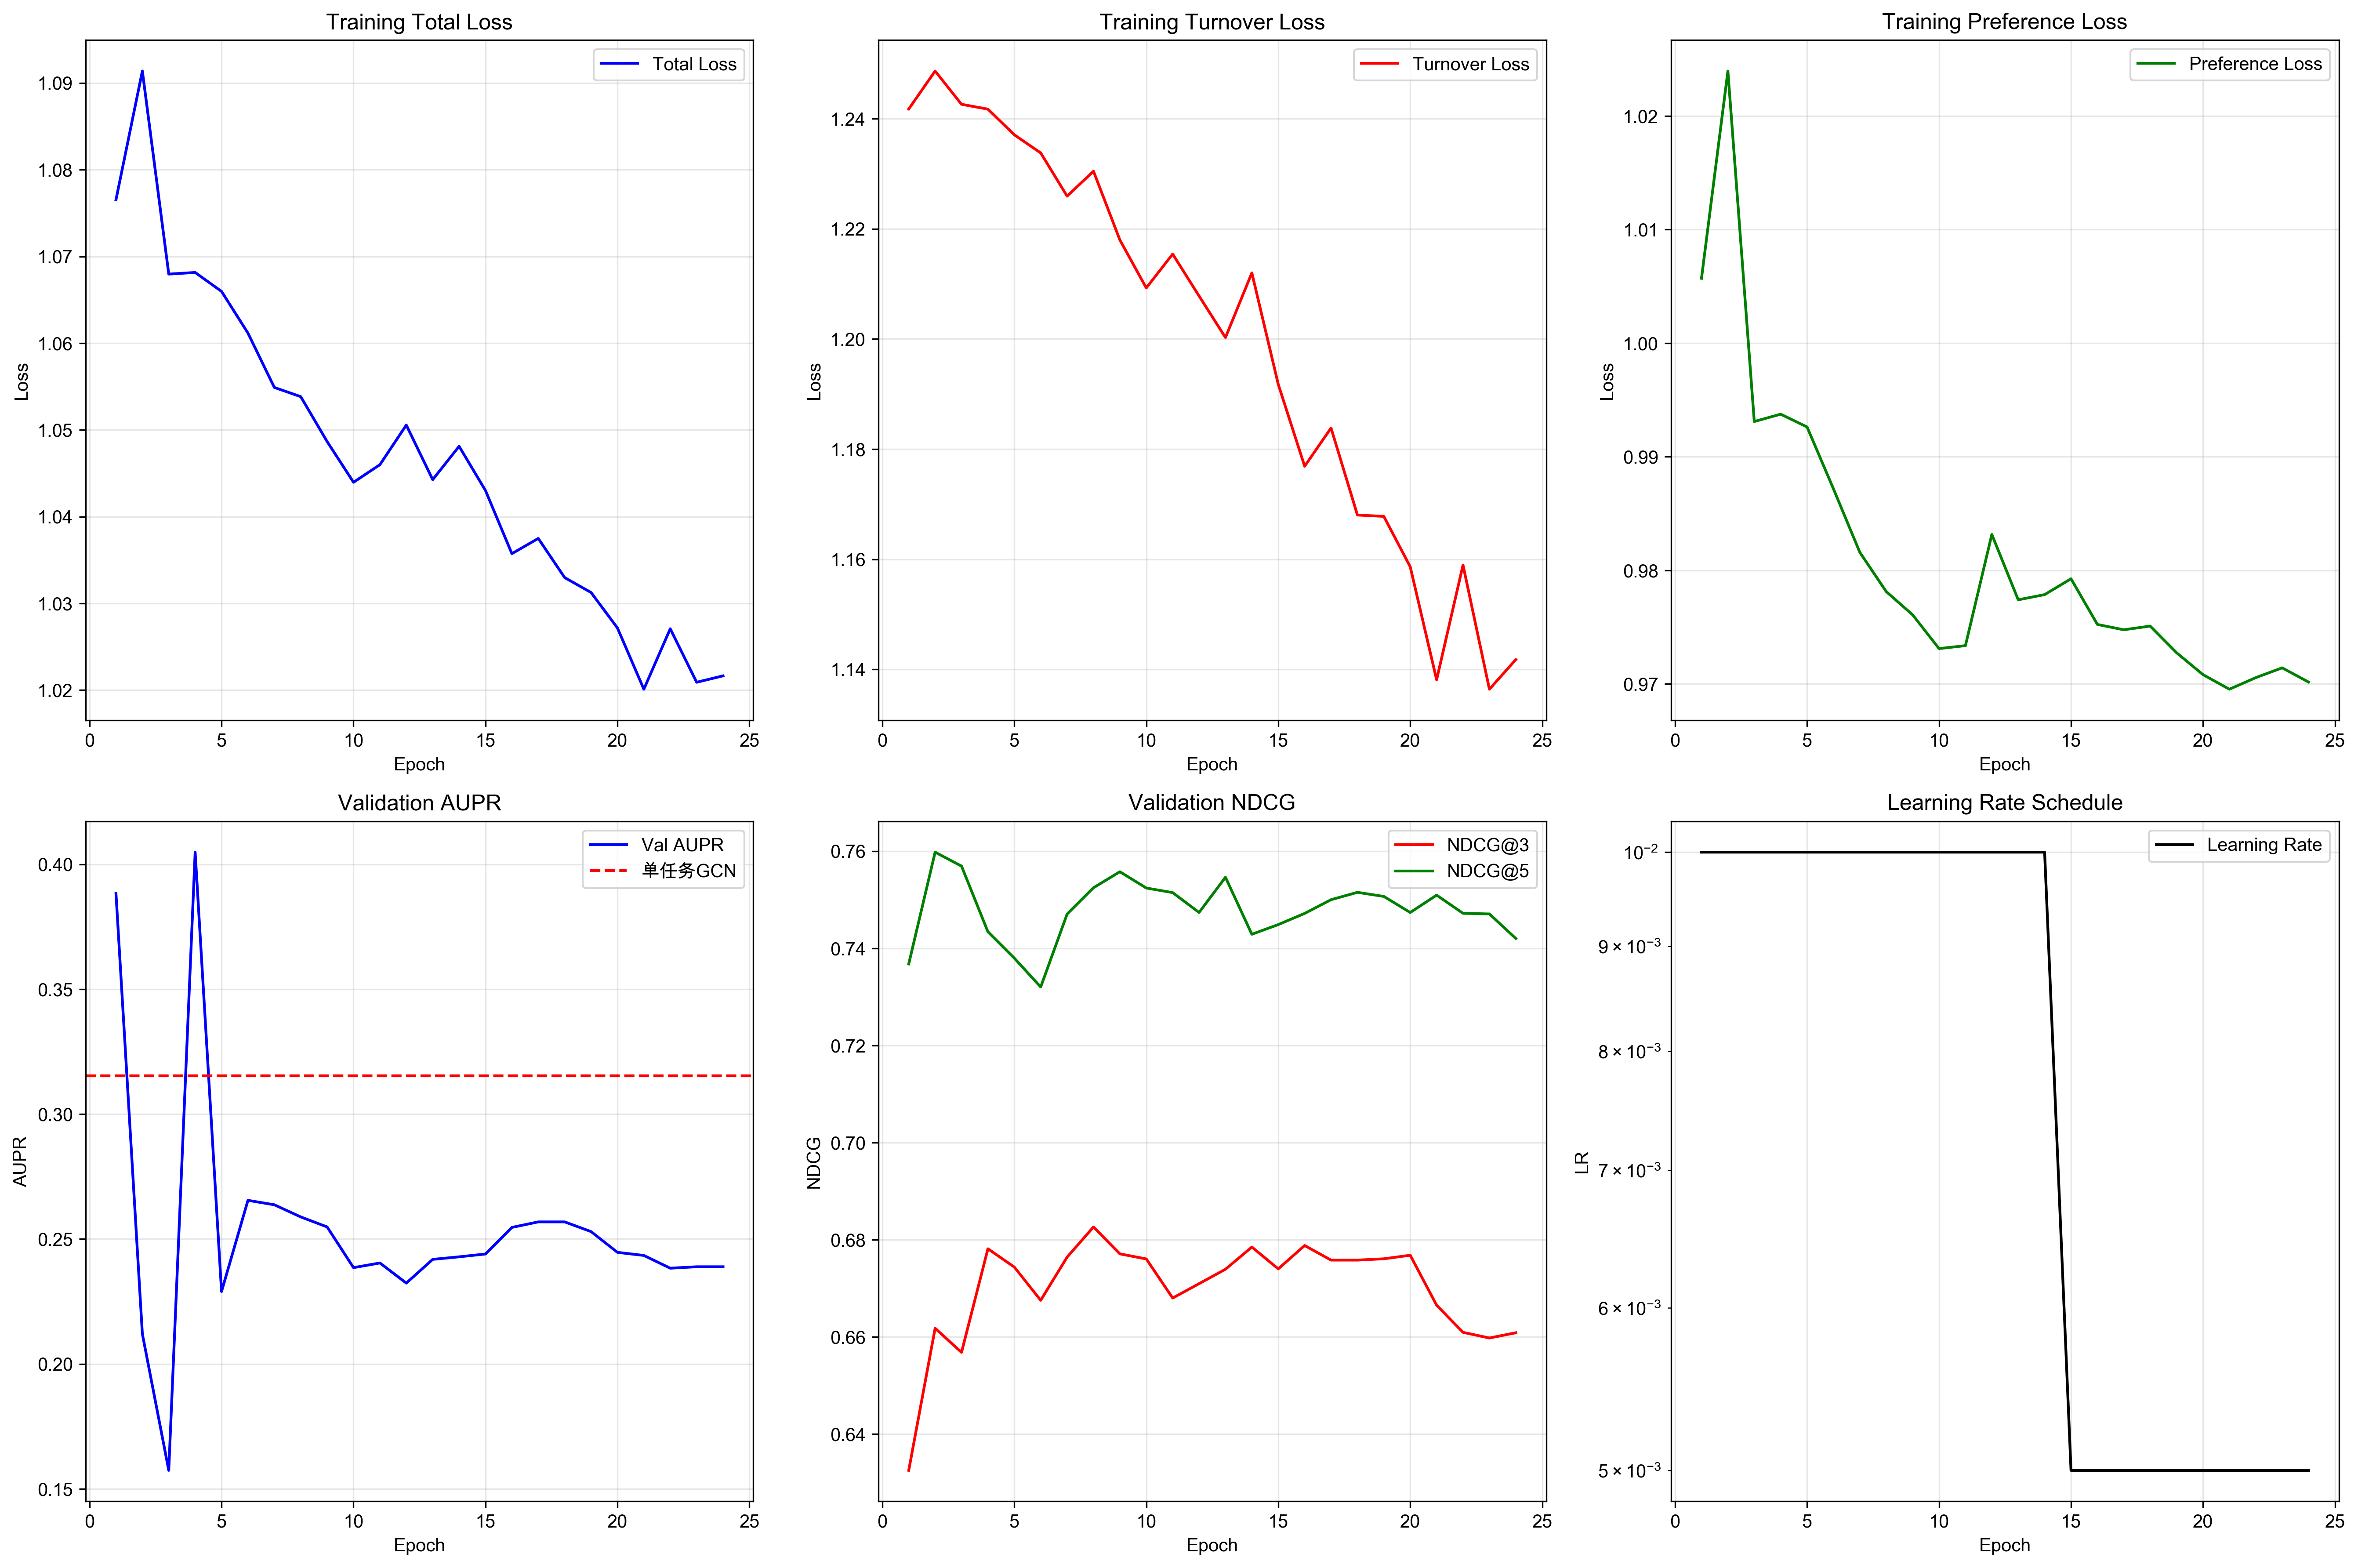 Training Total Loss
Total Loss
1.09
1.08
1.07
1.06
1.05
1.04
1.03
1.02
Loss
0 5 10 15 20 25
Epoch
Training Turnover Loss
Turnover Loss
1.24
1.22
1.20
1.18
1.16
1.14
Loss
0 5 10 15 20 25
Epoch
Training Preference Loss
Preference Loss
1.02
1.01
1.00
0.99
0.98
0.97
Loss
0 5 10 15 20 25
Epoch
Validation AUPR
Val AUPR
单任务GCN
0.40
0.35
0.30
0.25
0.20
0.15
AUPR
0 5 10 15 20 25
Epoch
Validation NDCG
NDCG@3
NDCG@5
0.76
0.74
0.72
0.70
0.68
0.66
0.64
NDCG
0 5 10 15 20 25
Epoch
Learning Rate Schedule
Learning Rate
10⁻²
9 × 10⁻³
8 × 10⁻³
7 × 10⁻³
6 × 10⁻³
5 × 10⁻³
LR
0 5 10 15 20 25
Epoch